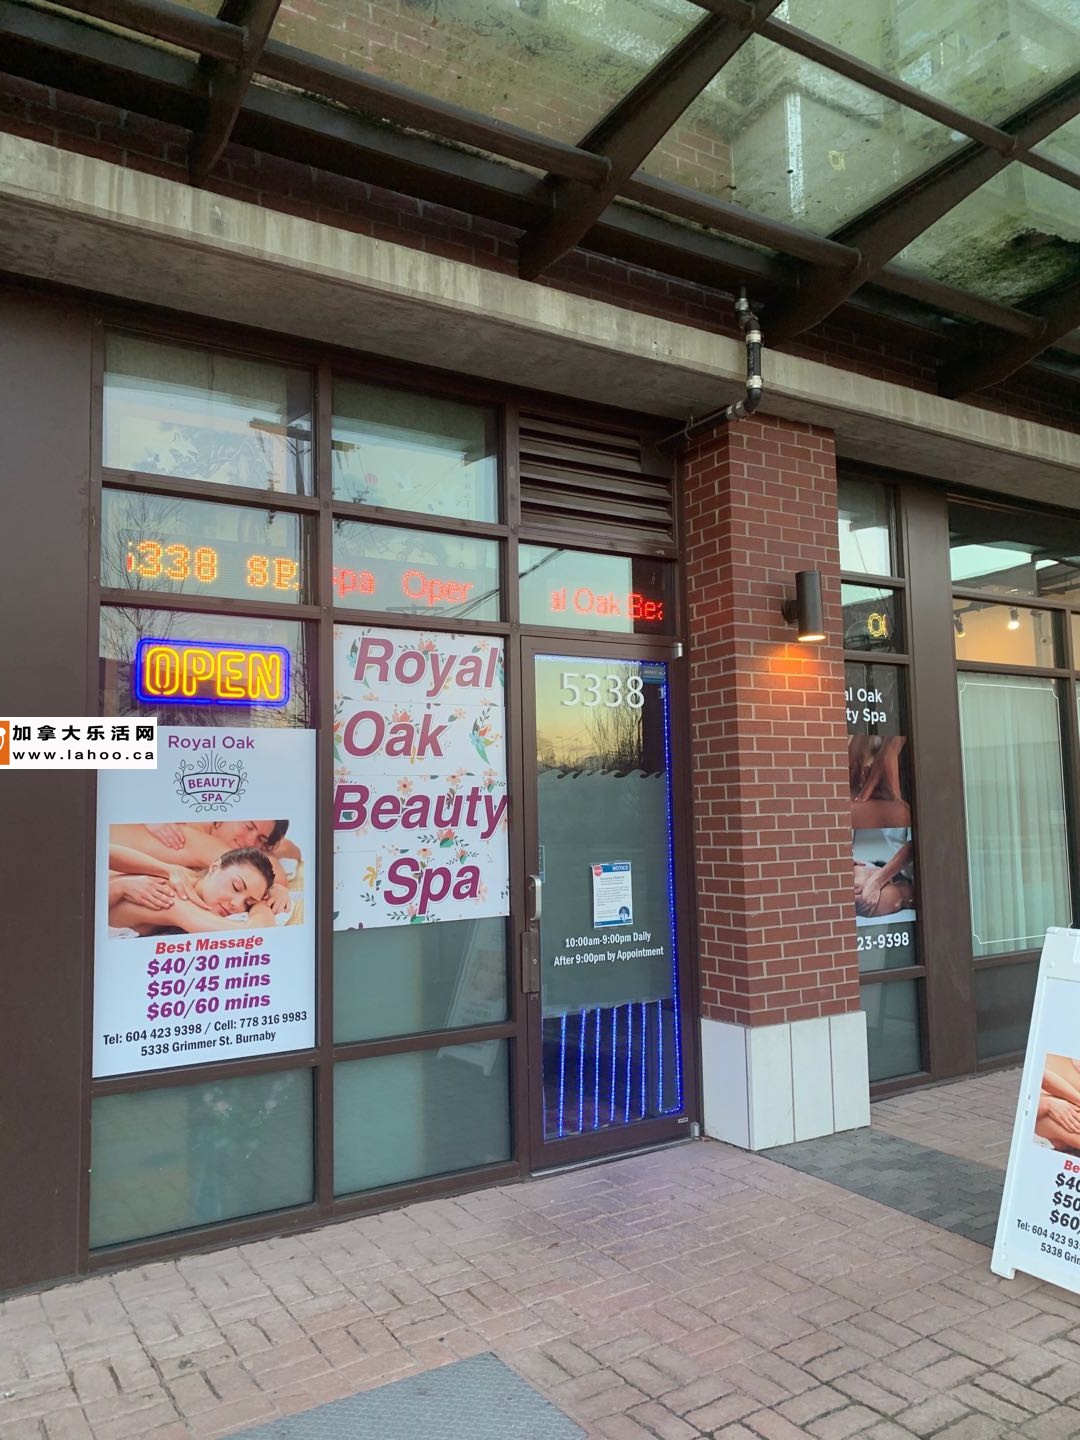 5338 SP
Spa Oper
al Oak Bea
OPEN
加拿大乐活网
www.lahoo.ca
Royal Oak
BEAUTY
SPA
Best Massage
$40/30 mins
$50/45 mins
$60/60 mins
Tel: 604 423 9398 / Cell: 778 316 9983
5338 Grimmer St. Burnaby
Royal
Oak
Beauty
Spa
5338
NOTICE
10:00am-9:00pm Daily
After 9:00pm by Appointment
al Oak
ty Spa
23-9398
Be
$40
$50
$60/
Tel: 604 423 93
5338 Grim